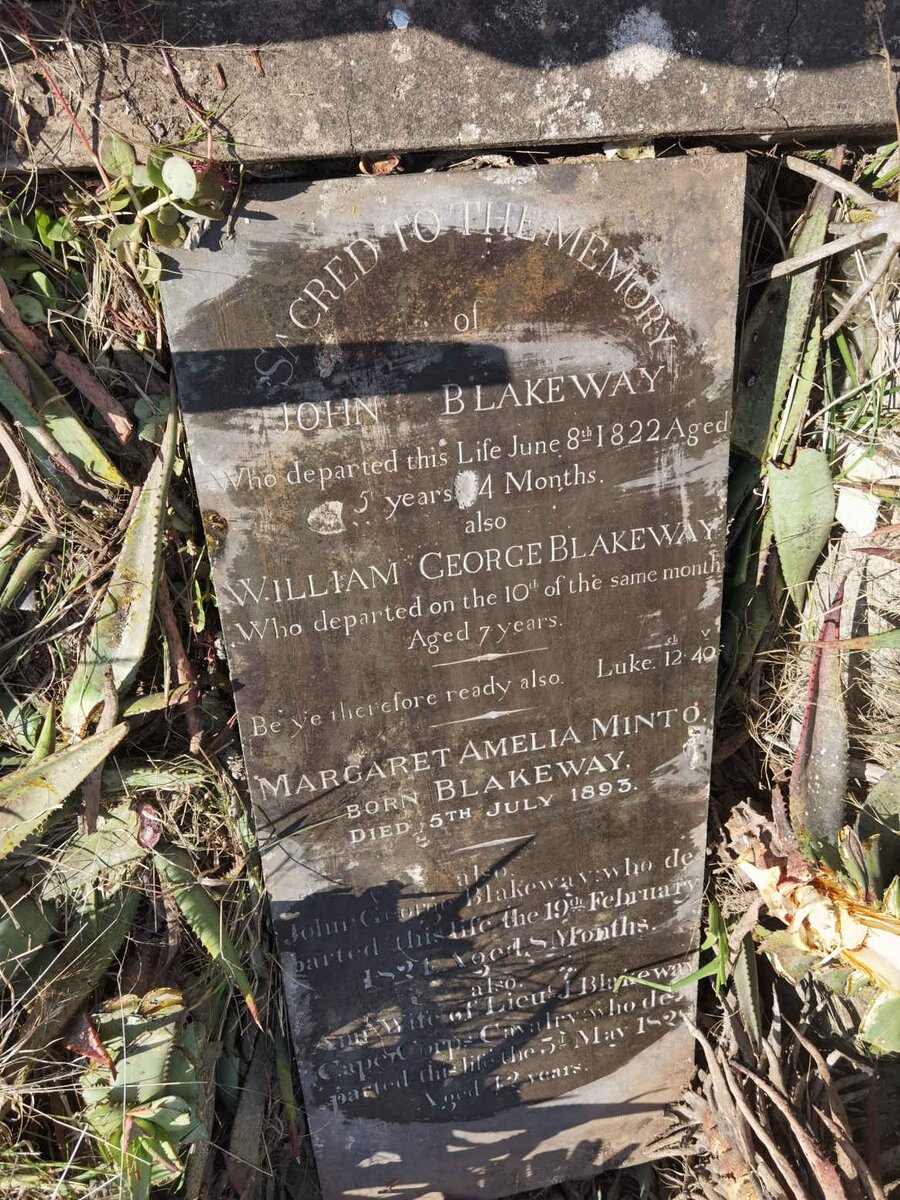 SACRED TO THE MEMORY
of
JOHN BLAKEWAY
Who departed this Life June 8th 1822 Aged
5 years 4 Months.
also
WILLIAM GEORGE BLAKEWAY
Who departed on the 10th of the same month
Aged 7 years.
Be ye therefore ready also. Luke. 12ch 40v
MARGARET AMELIA MINTO,
BORN BLAKEWAY,
DIED 5TH JULY 1893.
also.
John George Blakeway; who de
parted this life the 19th February
Aged 8 Months.
also.
Ann Wife of Lieut J Blakeway
Cape Corps Cavalry; who de
parted this life the May
Aged 42 years.